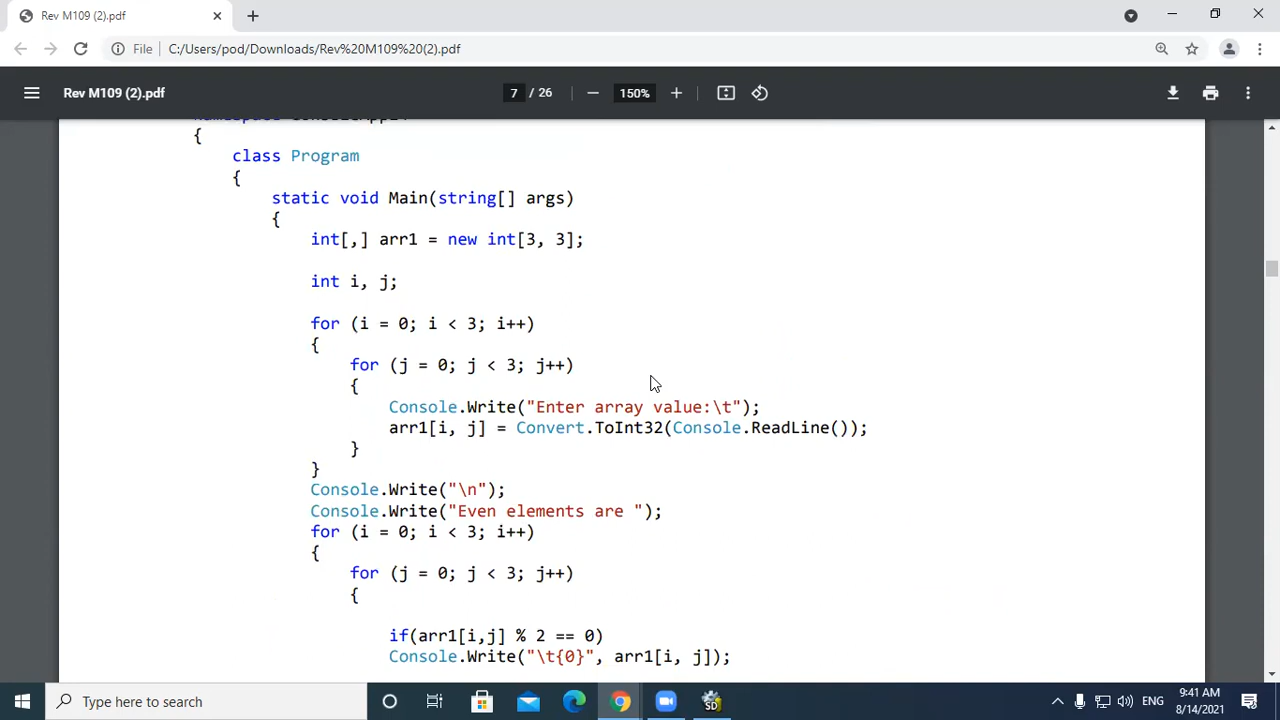 Rev M109 (2).pdf
File
C:/Users/pod/Downloads/Rev%20M109%20(2).pdf
Rev M109 (2).pdf
7 / 26
150%
{
class Program
{
static void Main(string[] args)
{
int[,] arr1 = new int[3, 3];
int i, j;
for (i = 0; i < 3; i++)
{
for (j = 0; j < 3; j++)
{
Console.Write("Enter array value:\t");
arr1[i, j] = Convert.ToInt32(Console.ReadLine());
}
}
Console.Write("\n");
Console.Write("Even elements are ");
for (i = 0; i < 3; i++)
{
for (j = 0; j < 3; j++)
{
if(arr1[i,j] % 2 == 0)
Console.Write("\t{0}", arr1[i, j]);
Type here to search
SD
ENG
9:41 AM
8/14/2021